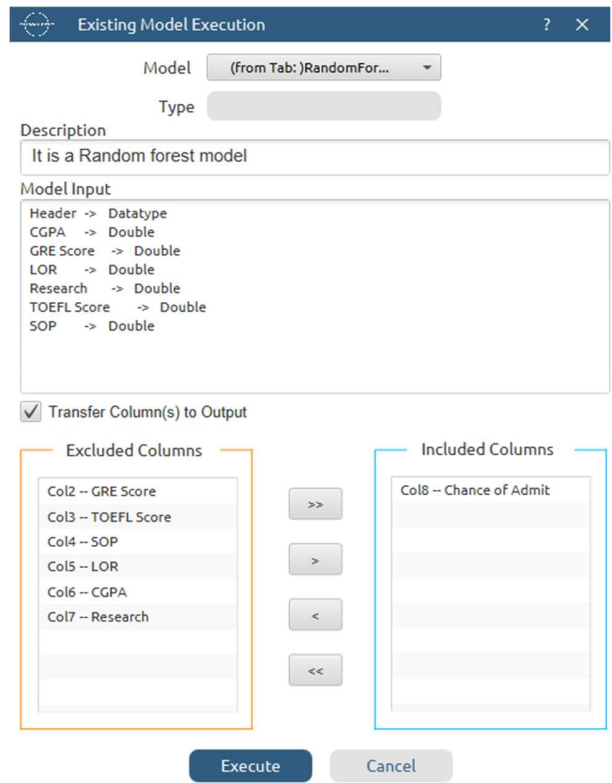 Existing Model Execution ? ×
Model (from Tab: )RandomFor...
Type
Description
It is a Random forest model
Model Input
Header -> Datatype
CGPA -> Double
GRE Score -> Double
LOR -> Double
Research -> Double
TOEFL Score -> Double
SOP -> Double
Transfer Column(s) to Output
Excluded Columns
Col2 -- GRE Score
Col3 -- TOEFL Score
Col4 -- SOP
Col5 -- LOR
Col6 -- CGPA
Col7 -- Research
>>
>
<
<<
Included Columns
Col8 -- Chance of Admit
Execute Cancel